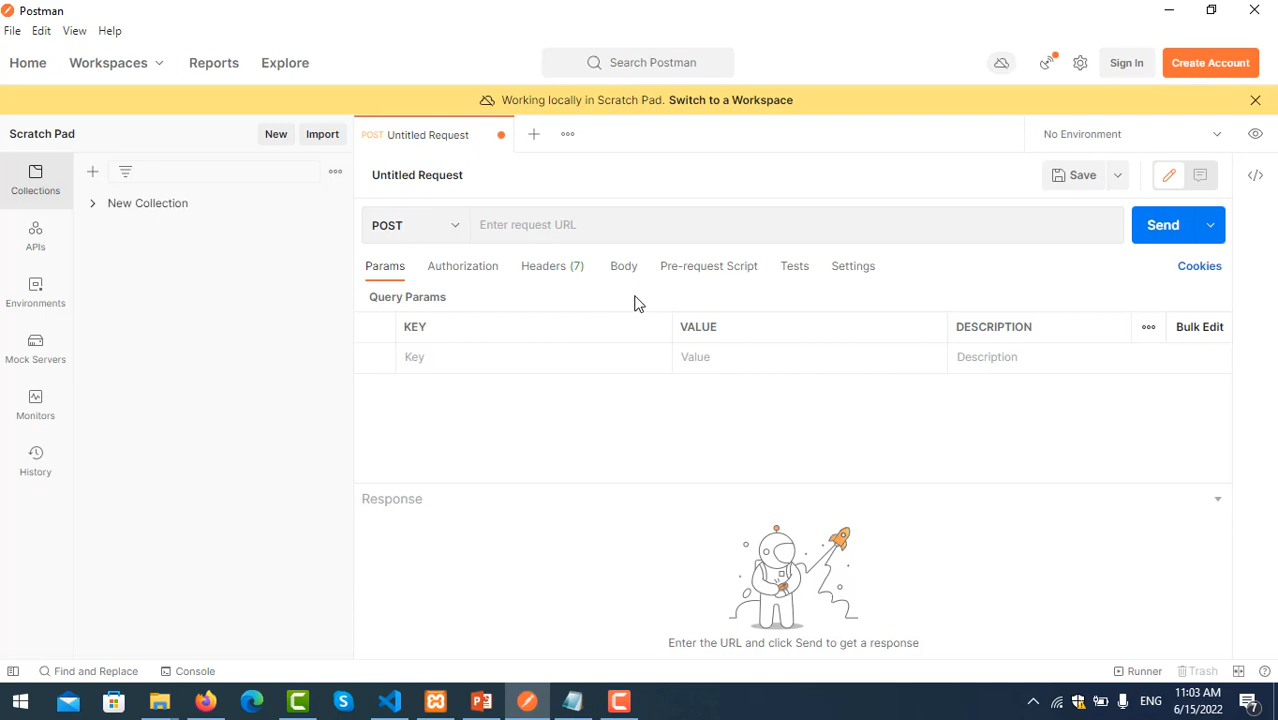 Postman
File Edit View Help
Home Workspaces Reports Explore Search Postman Sign In Create Account
Working locally in Scratch Pad. Switch to a Workspace
Scratch Pad New Import POST Untitled Request No Environment
Collections
New Collection
Untitled Request Save
POST Enter request URL Send
APIs
Params Authorization Headers (7) Body Pre-request Script Tests Settings Cookies
Environments
Query Params
KEY VALUE DESCRIPTION Bulk Edit
Mock Servers
Key Value Description
Monitors
History
Response
Enter the URL and click Send to get a response
Find and Replace Console Runner Trash
ENG
11:03 AM
6/15/2022
7